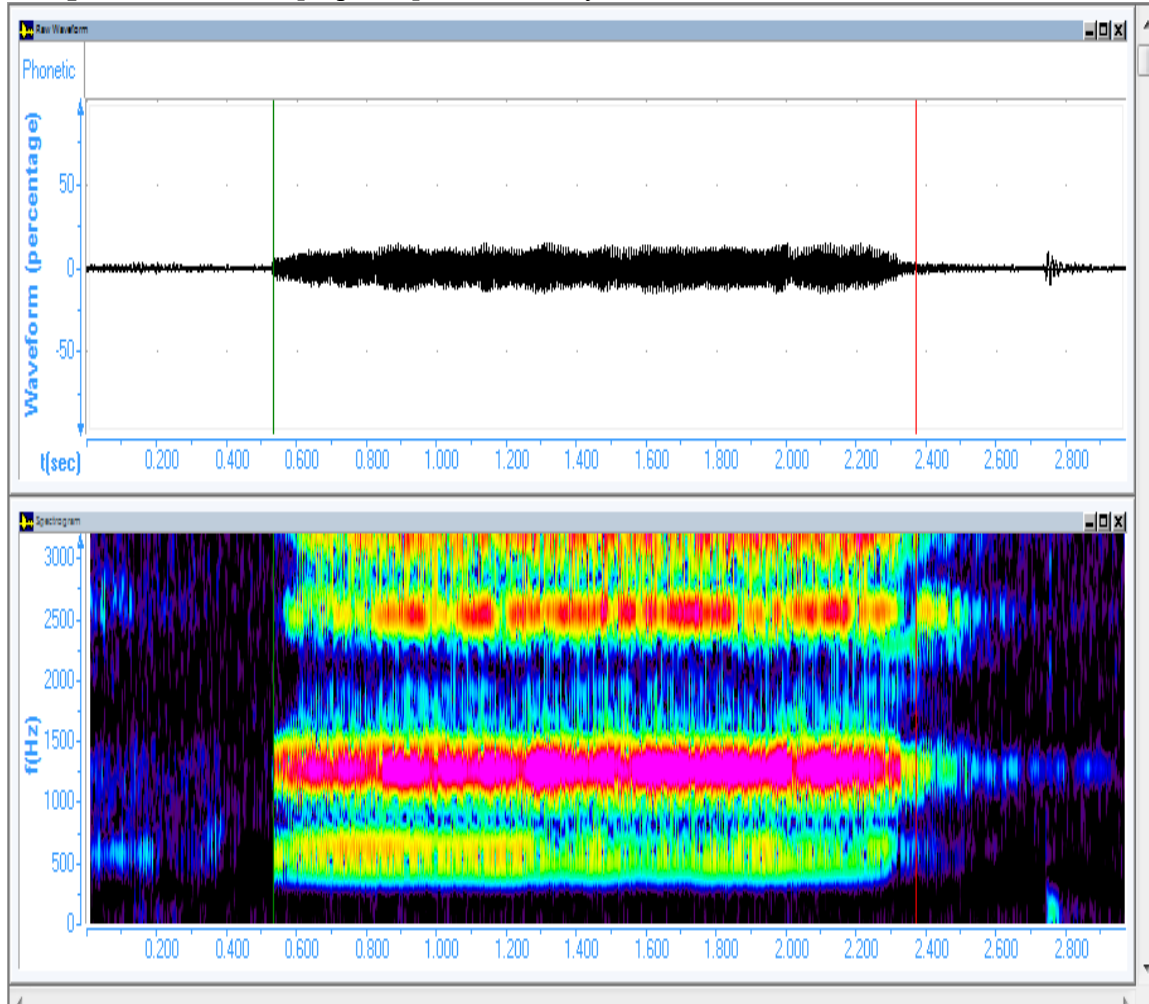 Raw Waveform
Phonetic
Waveform (percentage)
50
0
-50
t(sec) 0.200 0.400 0.600 0.800 1.000 1.200 1.400 1.600 1.800 2.000 2.200 2.400 2.600 2.800
Spectrogram
f(Hz)
3000
2500
2000
1500
1000
500
0
0.200 0.400 0.600 0.800 1.000 1.200 1.400 1.600 1.800 2.000 2.200 2.400 2.600 2.800